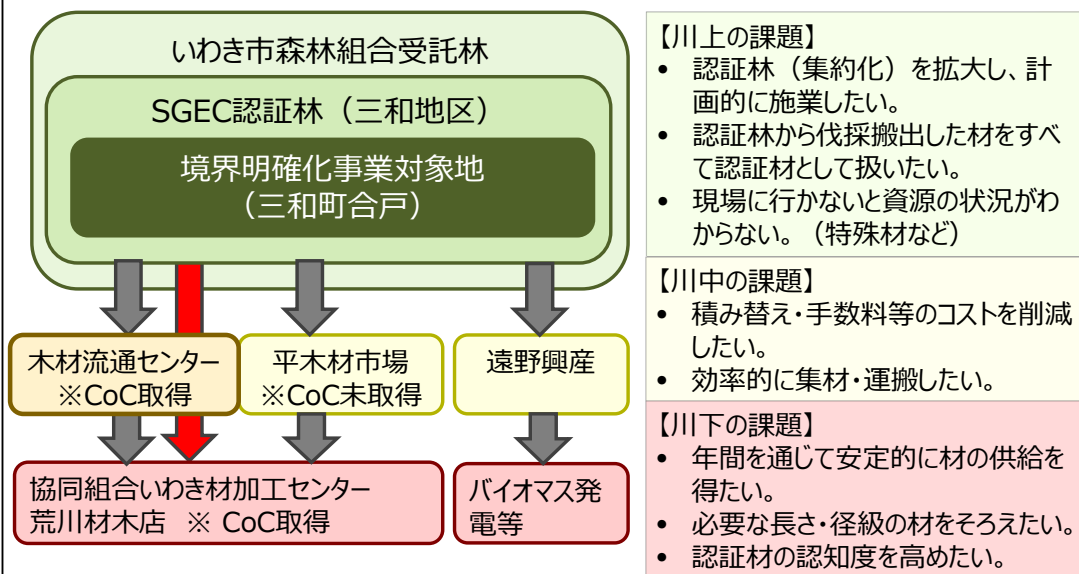 いわき市森林組合受託林
SGEC認証林（三和地区）
境界明確化事業対象地
（三和町合戸）
木材流通センター
※CoC取得
平木材市場
※CoC未取得
遠野興産
協同組合いわき材加工センター
荒川材木店 ※ CoC取得
バイオマス発
電等
【川上の課題】
• 認証林（集約化）を拡大し、計
画的に施業したい。
• 認証林から伐採搬出した材をすべ
て認証材として扱いたい。
• 現場に行かないと資源の状況がわ
からない。（特殊材など）
【川中の課題】
• 積み替え・手数料等のコストを削減
したい。
• 効率的に集材・運搬したい。
【川下の課題】
• 年間を通じて安定的に材の供給を
得たい。
• 必要な長さ・径級の材をそろえたい。
• 認証材の認知度を高めたい。